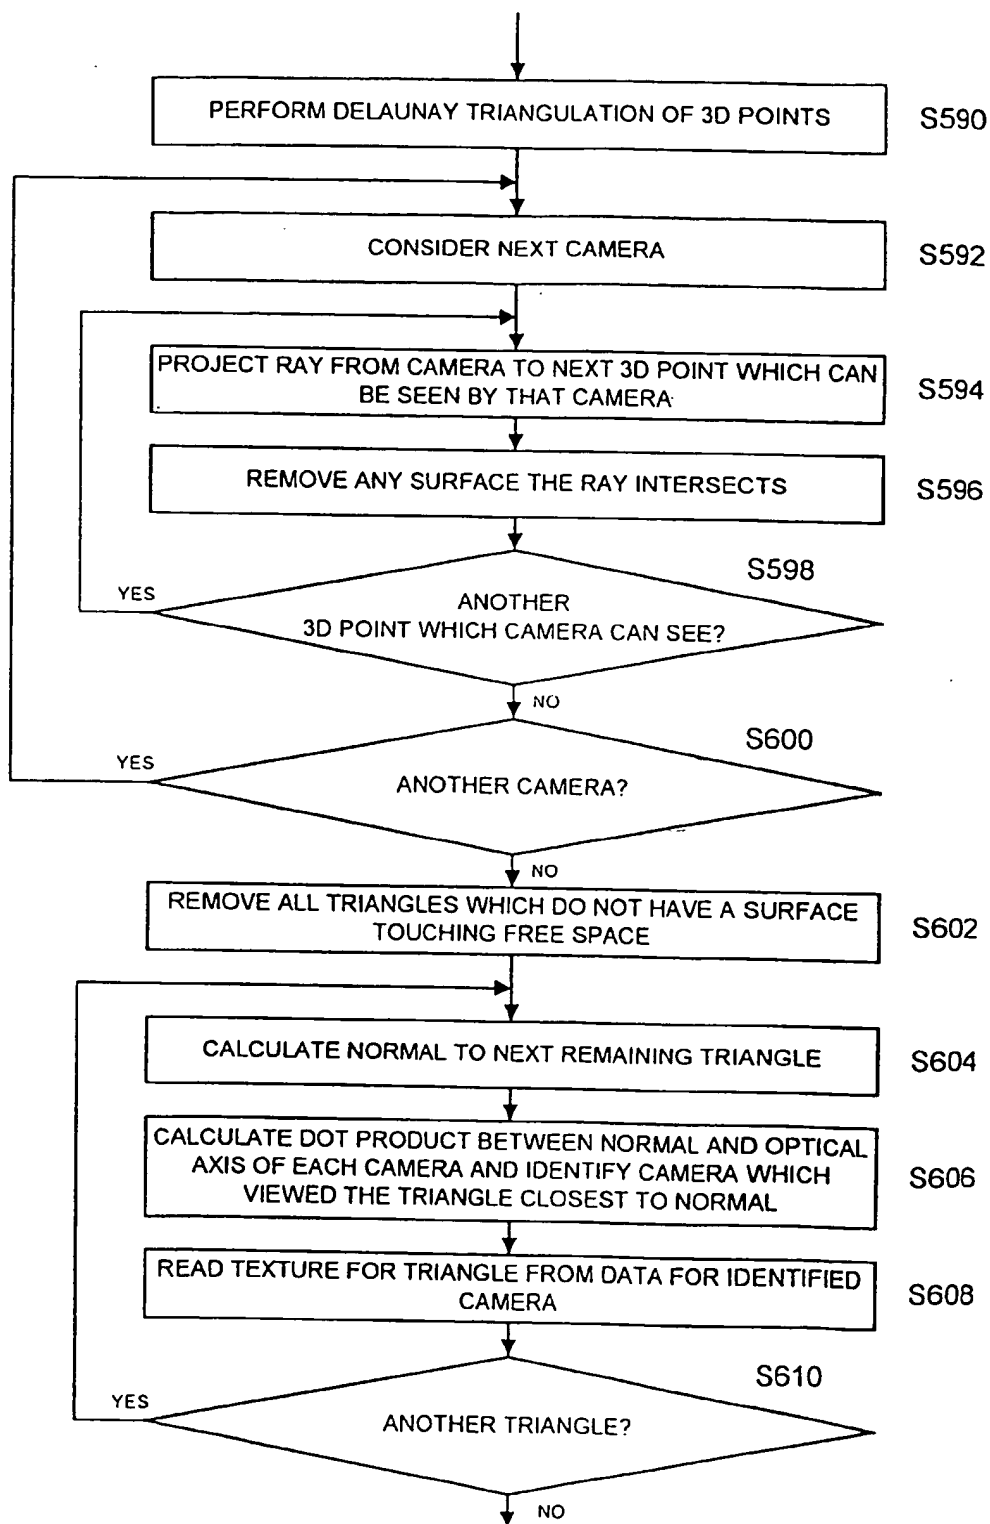 PERFORM DELAUNAY TRIANGULATION OF 3D POINTS
S590
CONSIDER NEXT CAMERA
S592
PROJECT RAY FROM CAMERA TO NEXT 3D POINT WHICH CAN
BE SEEN BY THAT CAMERA
S594
REMOVE ANY SURFACE THE RAY INTERSECTS
S596
S598
YES
ANOTHER
3D POINT WHICH CAMERA CAN SEE?
NO
S600
YES
ANOTHER CAMERA?
NO
REMOVE ALL TRIANGLES WHICH DO NOT HAVE A SURFACE
TOUCHING FREE SPACE
S602
CALCULATE NORMAL TO NEXT REMAINING TRIANGLE
S604
CALCULATE DOT PRODUCT BETWEEN NORMAL AND OPTICAL
AXIS OF EACH CAMERA AND IDENTIFY CAMERA WHICH
VIEWED THE TRIANGLE CLOSEST TO NORMAL
S606
READ TEXTURE FOR TRIANGLE FROM DATA FOR IDENTIFIED
CAMERA
S608
S610
YES
ANOTHER TRIANGLE?
NO